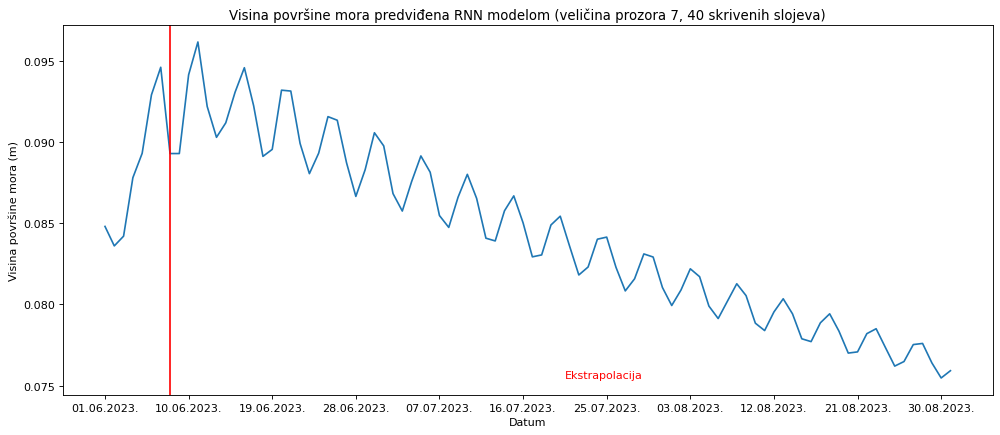 Visina površine mora predviđena RNN modelom (veličina prozora 7, 40 skrivenih slojeva)
Visina površine mora (m)
0.095
0.090
0.085
0.080
0.075
Ekstrapolacija
01.06.2023. 10.06.2023. 19.06.2023. 28.06.2023. 07.07.2023. 16.07.2023. 25.07.2023. 03.08.2023. 12.08.2023. 21.08.2023. 30.08.2023.
Datum